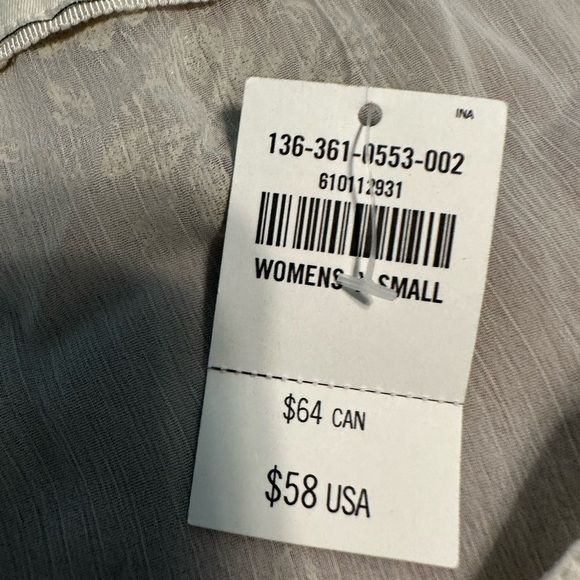 INA
136-361-0553-002
610112931
WOMENS SMALL
$64 CAN
$58 USA